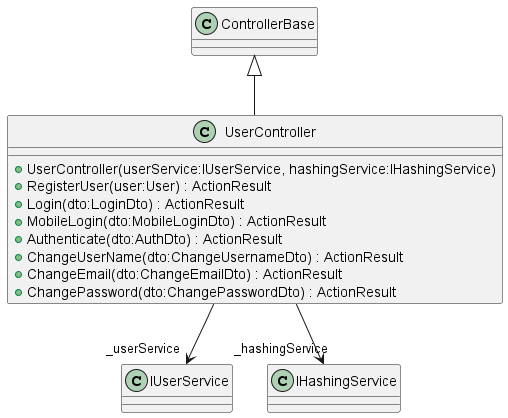 C ControllerBase
C UserController
UserController(userService:IUserService, hashingService:IHashingService)
RegisterUser(user:User) : ActionResult
Login(dto:LoginDto) : ActionResult
MobileLogin(dto:MobileLoginDto) : ActionResult
Authenticate(dto:AuthDto) : ActionResult
ChangeUserName(dto:ChangeUsernameDto) : ActionResult
ChangeEmail(dto:ChangeEmailDto) : ActionResult
ChangePassword(dto:ChangePasswordDto) : ActionResult
_userService
_hashingService
C IUserService
C IHashingService